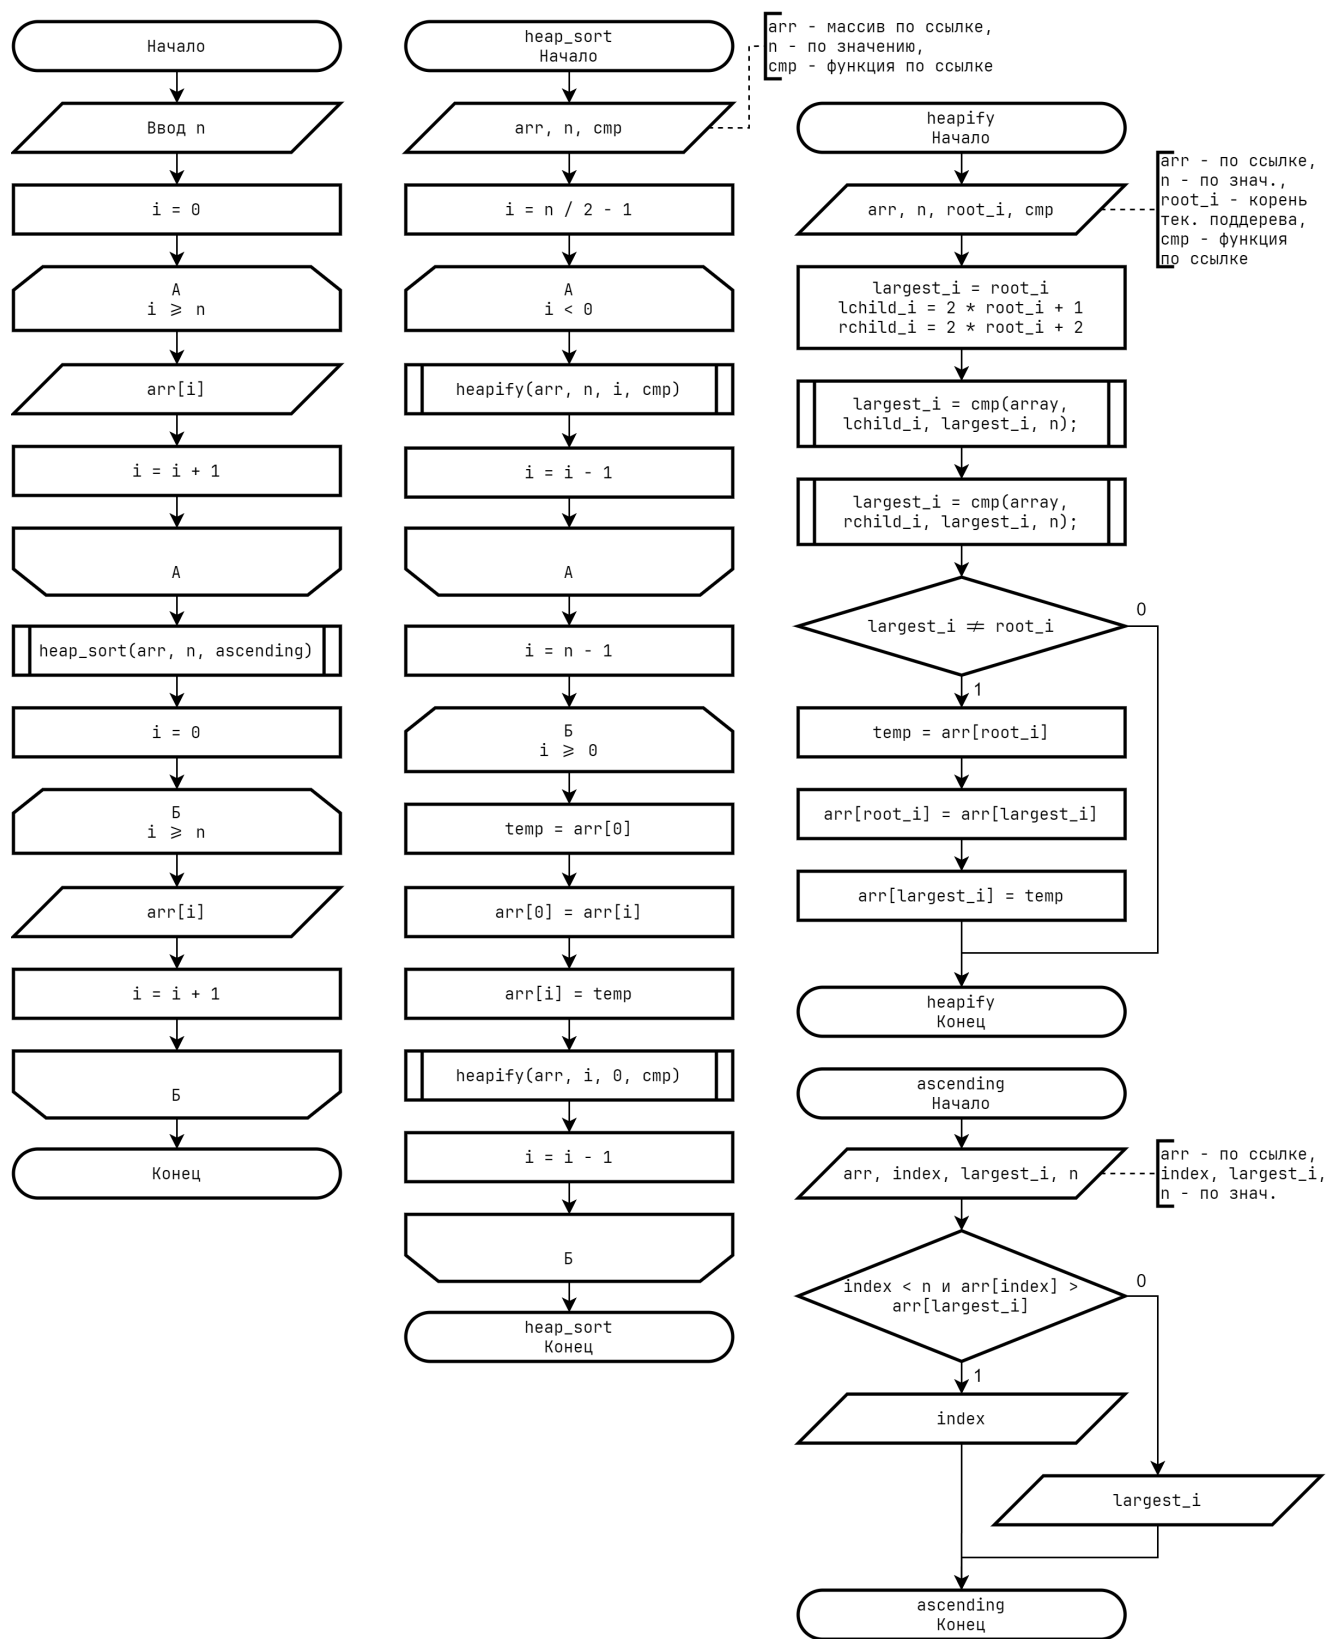 Начало
Ввод n
i = 0
А
i ⩾ n
arr[i]
i = i + 1
А
heap_sort(arr, n, ascending)
i = 0
Б
i ⩾ n
arr[i]
i = i + 1
Б
Конец
heap_sort
Начало
arr - массив по ссылке,
n - по значению,
cmp - функция по ссылке
arr, n, cmp
i = n / 2 - 1
А
i < 0
heapify(arr, n, i, cmp)
i = i - 1
А
i = n - 1
Б
i ⩾ 0
temp = arr[0]
arr[0] = arr[i]
arr[i] = temp
heapify(arr, i, 0, cmp)
i = i - 1
Б
heap_sort
Конец
heapify
Начало
arr - по ссылке,
n - по знач.,
root_i - корень
тек. поддерева,
cmp - функция
по ссылке
arr, n, root_i, cmp
largest_i = root_i
lchild_i = 2 * root_i + 1
rchild_i = 2 * root_i + 2
largest_i = cmp(array,
lchild_i, largest_i, n);
largest_i = cmp(array,
rchild_i, largest_i, n);
largest_i ≠ root_i
0
1
temp = arr[root_i]
arr[root_i] = arr[largest_i]
arr[largest_i] = temp
heapify
Конец
ascending
Начало
arr - по ссылке,
index, largest_i,
n - по знач.
arr, index, largest_i, n
index < n и arr[index] >
arr[largest_i]
0
1
index
largest_i
ascending
Конец